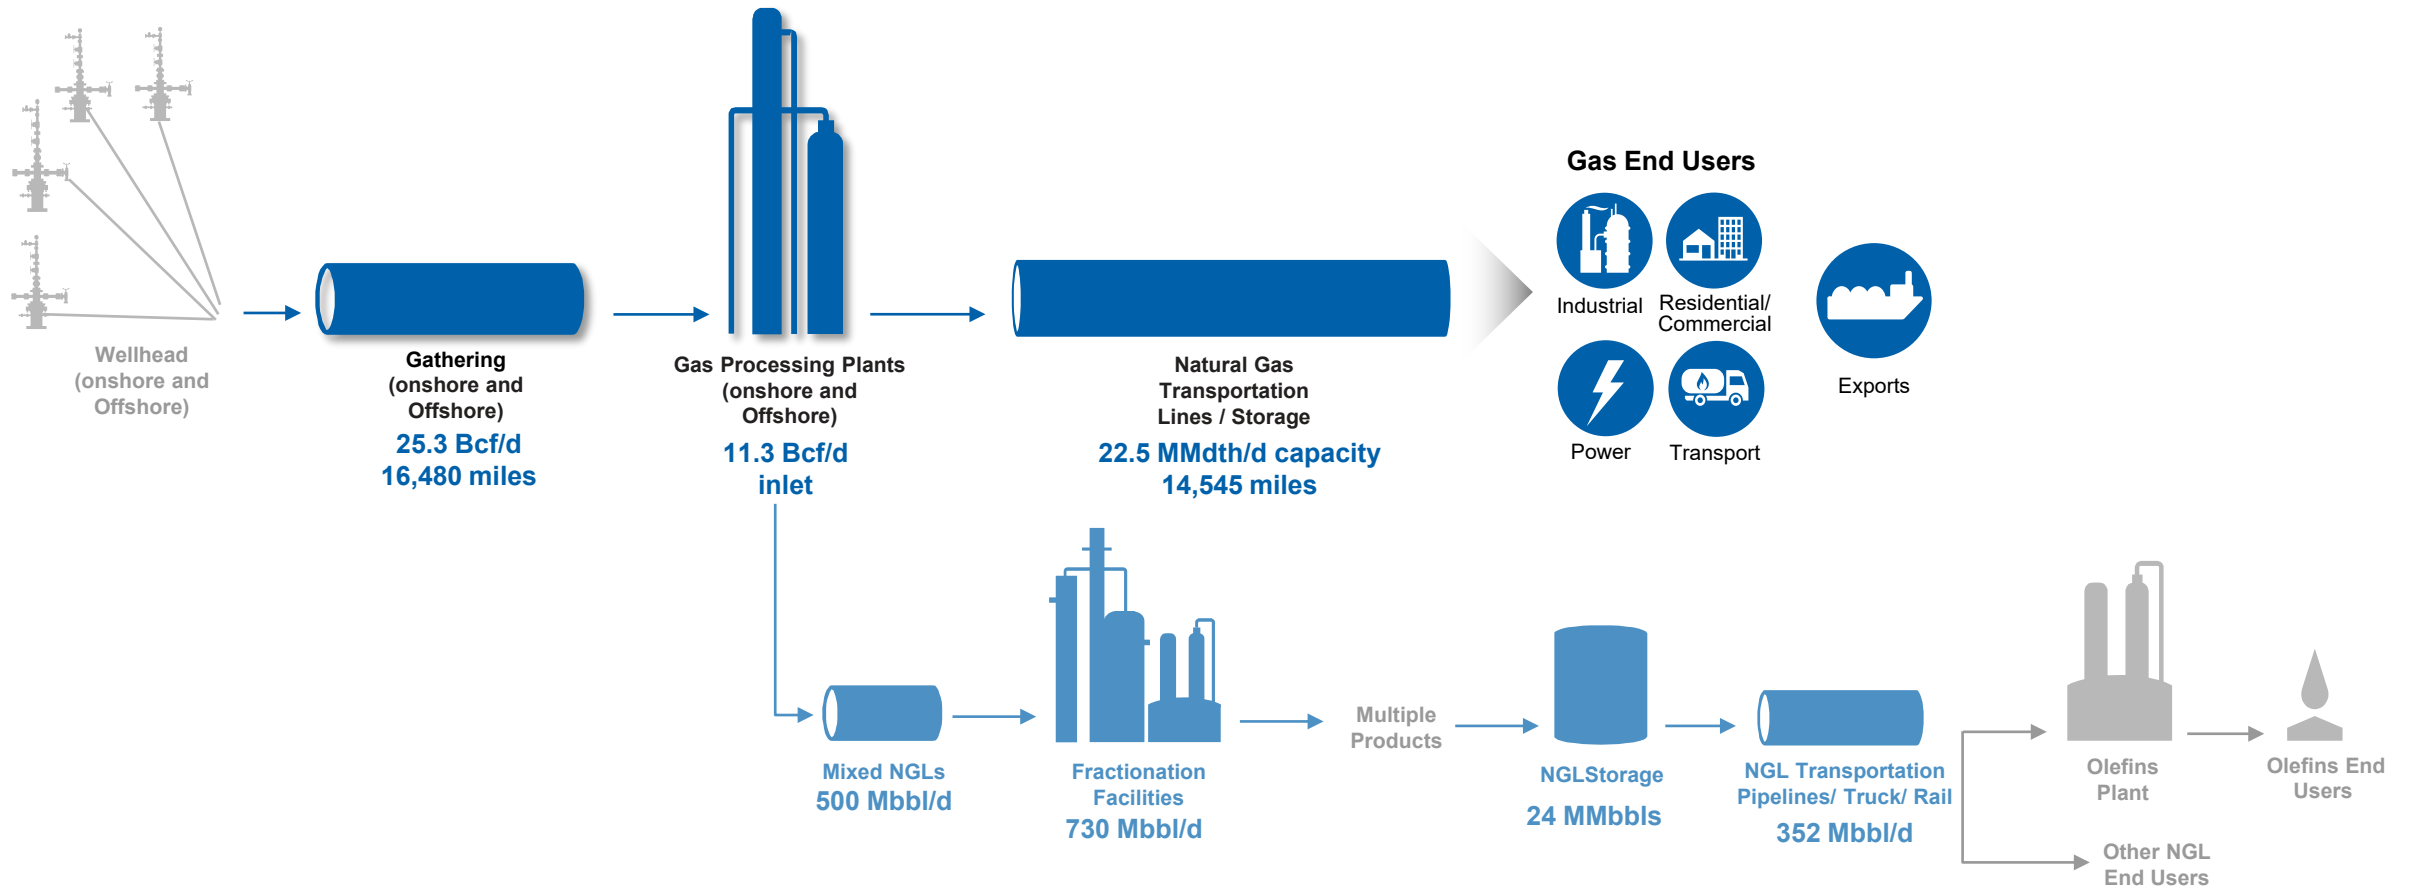 Wellhead
(onshore and
Offshore)
Gathering
(onshore and
Offshore)
25.3 Bcf/d
16,480 miles
Gas Processing Plants
(onshore and
Offshore)
11.3 Bcf/d
inlet
Natural Gas
Transportation
Lines / Storage
22.5 MMdth/d capacity
14,545 miles
Gas End Users
Industrial
Residential/
Commercial
Power
Transport
Exports
Mixed NGLs
500 Mbbl/d
Fractionation
Facilities
730 Mbbl/d
Multiple
Products
NGLStorage
24 MMbbls
NGL Transportation
Pipelines/ Truck/ Rail
352 Mbbl/d
Olefins
Plant
Olefins End
Users
Other NGL
End Users